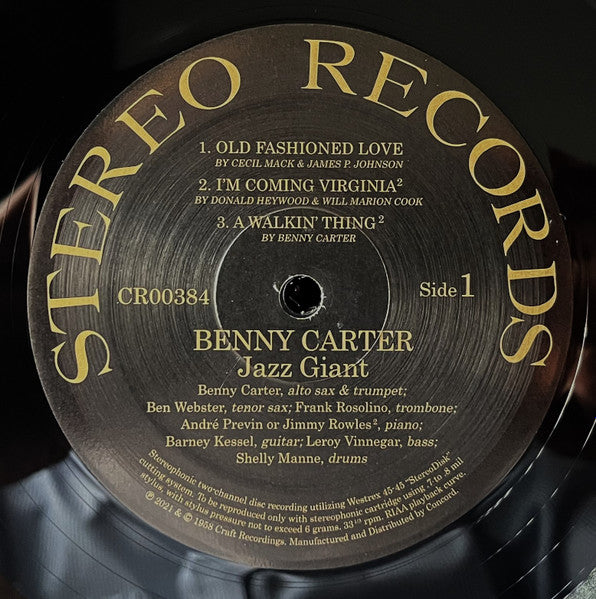 STEREO RECORDS
1. OLD FASHIONED LOVE
BY CECIL MACK & JAMES P. JOHNSON
2. I'M COMING VIRGINIA²
BY DONALD HEYWOOD & WILL MARION COOK
3. A WALKIN' THING²
BY BENNY CARTER
CR00384
Side 1
BENNY CARTER
Jazz Giant
Benny Carter, alto sax & trumpet;
Ben Webster, tenor sax; Frank Rosolino, trombone;
André Previn or Jimmy Rowles², piano;
Barney Kessel, guitar; Leroy Vinnegar, bass;
Shelly Manne, drums
Stereophonic two-channel disc recording utilizing Westrex 45-45 "StereoDisk"
cutting system. To be reproduced only with stereophonic cartridge using .7 to .8 mil
stylus, with stylus pressure not to exceed 6 grams. 33 1/3 rpm. RIAA playback curve.
℗ 2021 & © 1958 Craft Recordings. Manufactured and Distributed by Concord.